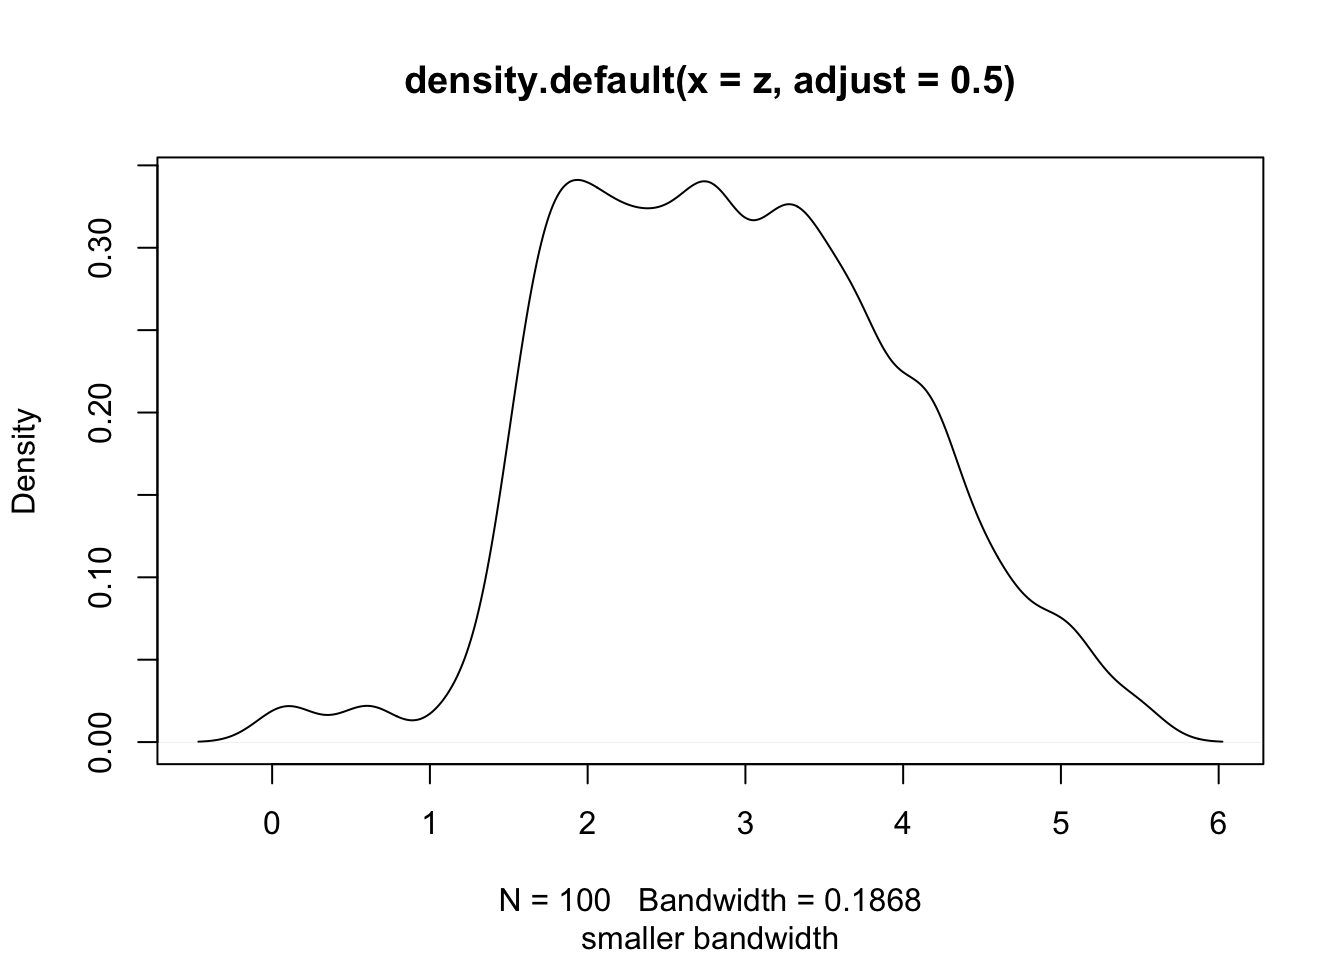 density.default(x = z, adjust = 0.5)
Density
0.00
0.10
0.20
0.30
0
1
2
3
4
5
6
N = 100   Bandwidth = 0.1868
smaller bandwidth